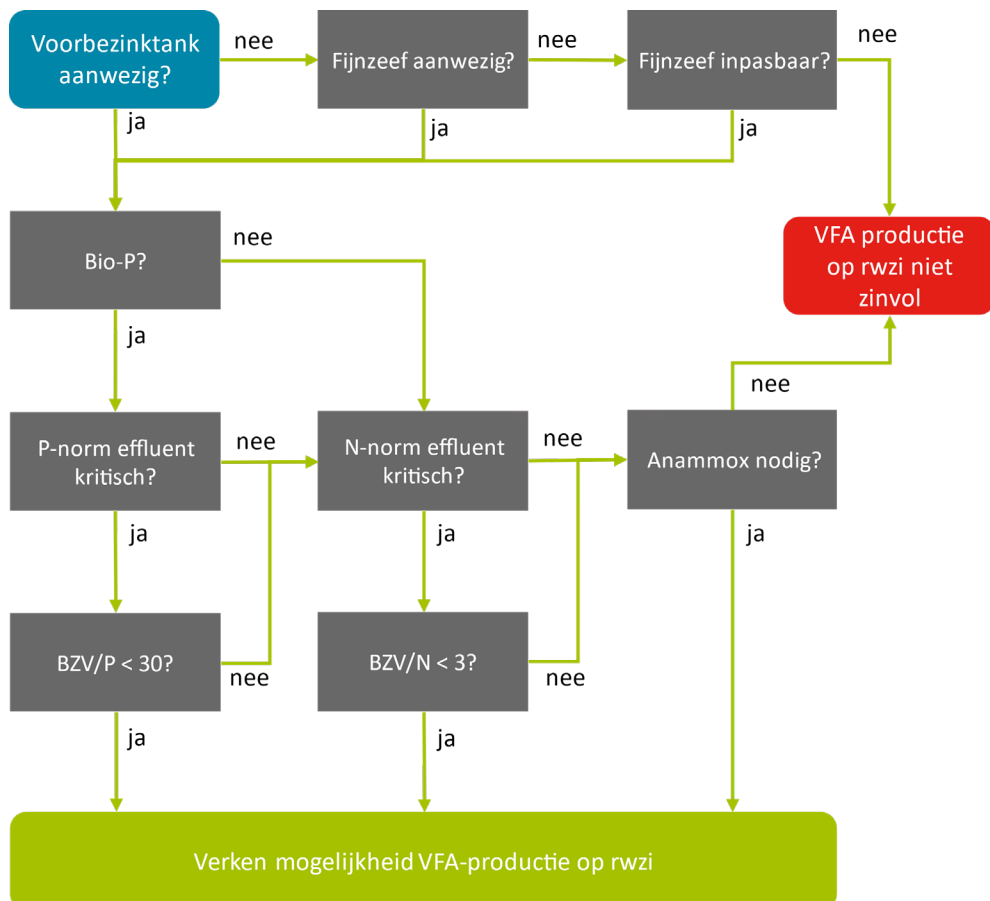 Voorbezinktank
aanwezig?
nee
Fijnzeef aanwezig?
nee
Fijnzeef inpasbaar?
nee
ja
ja
ja
Bio-P?
nee
VFA productie
op rwzi niet
zinvol
ja
nee
P-norm effluent
kritisch?
nee
N-norm effluent
kritisch?
nee
Anammox nodig?
ja
ja
ja
BZV/P < 30?
nee
BZV/N < 3?
nee
ja
ja
Verken mogelijkheid VFA-productie op rwzi